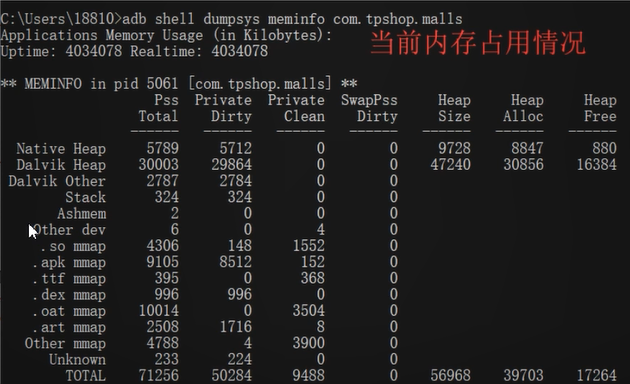 C:\Users\18810>adb shell dumpsys meminfo com.tpshop.malls
Applications Memory Usage (in Kilobytes):
当前内存占用情况
Uptime: 4034078 Realtime: 4034078
** MEMINFO in pid 5061 [com.tpshop.malls] **
Pss Private Private SwapPss Heap Heap Heap
Total Dirty Clean Dirty Size Alloc Free
------ ------ ------ ------ ------ ------ ------
Native Heap 5789 5712 0 0 9728 8847 880
Dalvik Heap 30003 29864 0 0 47240 30856 16384
Dalvik Other 2787 2784 0 0
Stack 324 324 0 0
Ashmem 2 0 0 0
Other dev 6 0 4 0
.so mmap 4306 148 1552 0
.apk mmap 9105 8512 152 0
.ttf mmap 395 0 368 0
.dex mmap 996 996 0 0
.oat mmap 10014 0 3504 0
.art mmap 2508 1716 8 0
Other mmap 4788 4 3900 0
Unknown 233 224 0 0
TOTAL 71256 50284 9488 0 56968 39703 17264